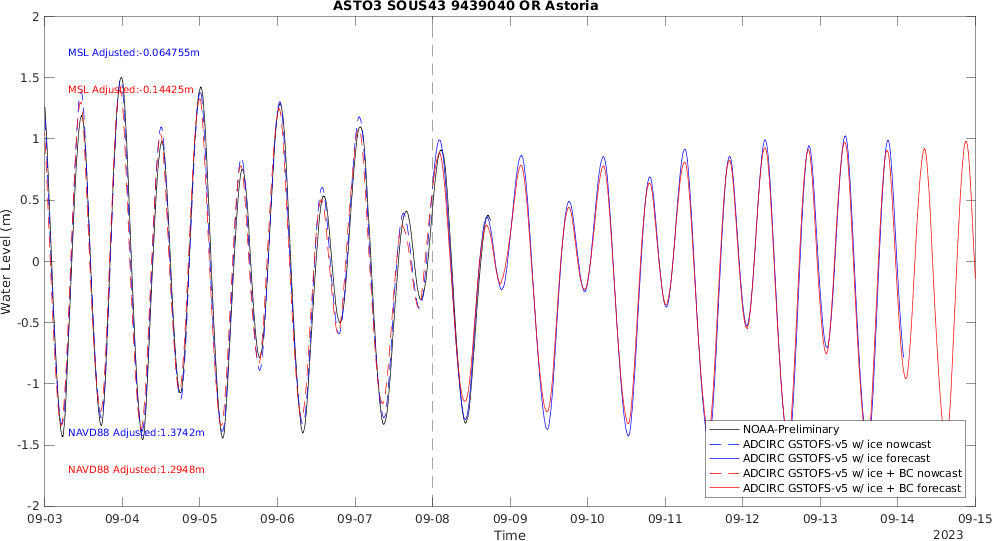 ASTO3 SOUS43 9439040 OR Astoria
MSL Adjusted:-0.064755m
MSL Adjusted:-0.14425m
NAVD88 Adjusted:1.3742m
NAVD88 Adjusted:1.2948m
Water Level (m)
2
1.5
1
0.5
0
-0.5
-1
-1.5
-2
NOAA-Preliminary
ADCIRC GSTOFS-v5 w/ ice nowcast
ADCIRC GSTOFS-v5 w/ ice forecast
ADCIRC GSTOFS-v5 w/ ice + BC nowcast
ADCIRC GSTOFS-v5 w/ ice + BC forecast
09-03 09-04 09-05 09-06 09-07 09-08 09-09 09-10 09-11 09-12 09-13 09-14 09-15
Time
2023